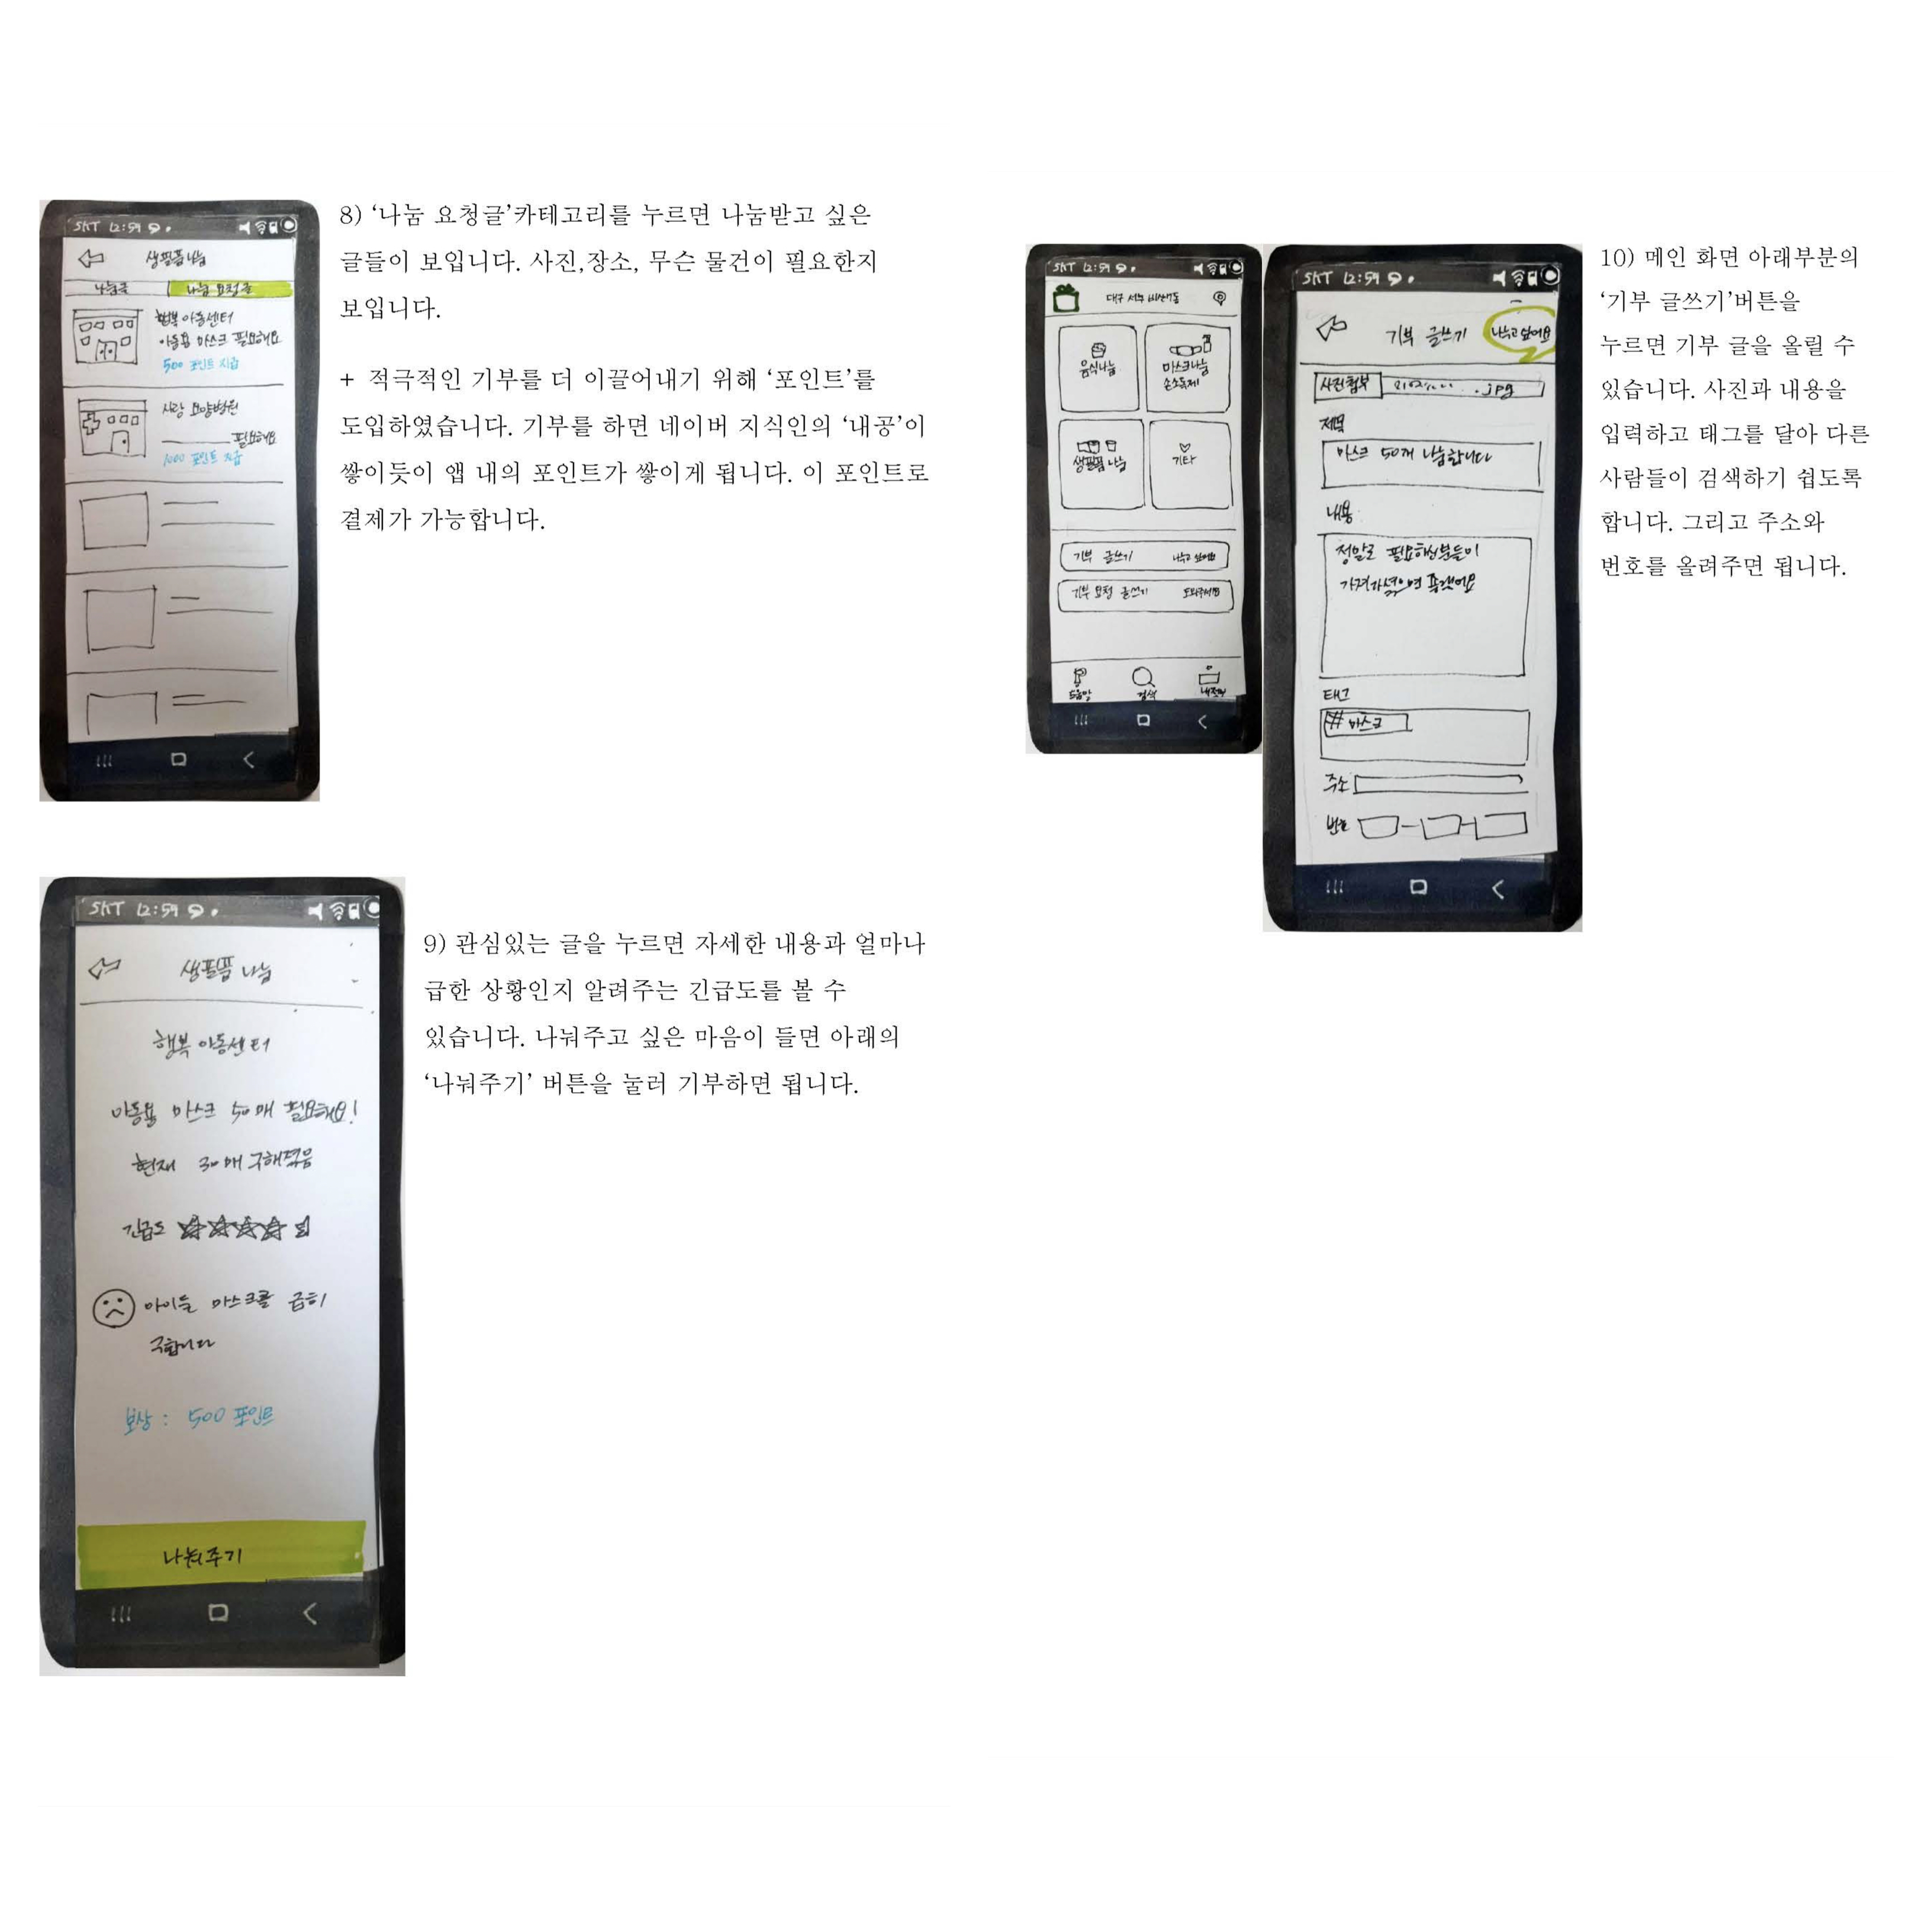 8) ‘나눔 요청글’카테고리를 누르면 나눔받고 싶은
글들이 보입니다. 사진,장소, 무슨 물건이 필요한지
보입니다.
+ 적극적인 기부를 더 이끌어내기 위해 ‘포인트’를
도입하였습니다. 기부를 하면 네이버 지식인의 ‘내공’이
쌓이듯이 앱 내의 포인트가 쌓이게 됩니다. 이 포인트로
결제가 가능합니다.
SKT 12:59
생필품 나눔
나눔글 나눔 요청글
행복 아동센터
아동용 마스크 필요해요
500 포인트 지급
사랑 요양병원
필요해요
1000 포인트 지급
9) 관심있는 글을 누르면 자세한 내용과 얼마나
급한 상황인지 알려주는 긴급도를 볼 수
있습니다. 나눠주고 싶은 마음이 들면 아래의
‘나눠주기’ 버튼을 눌러 기부하면 됩니다.
SKT 12:59
생필품 나눔
행복 아동센터
아동용 마스크 50매 필요해요!
현재 30매 구해졌음
긴급도
아이들 마스크를 급히
구합니다
보상 : 500 포인트
나눠주기
10) 메인 화면 아래부분의
‘기부 글쓰기’버튼을
누르면 기부 글을 올릴 수
있습니다. 사진과 내용을
입력하고 태그를 달아 다른
사람들이 검색하기 쉽도록
합니다. 그리고 주소와
번호를 올려주면 됩니다.
SKT 12:59
대구 서구 비산동
음식나눔
마스크나눔
손소독제
생필품 나눔
기타
기부 글쓰기 나누고 싶어요
기부 요청 글쓰기 도와주세요
도움말 검색 내정보
SKT 12:59
기부 글쓰기 나누고 싶어요
사진첨부 .jpg
제목
마스크 50개 나눔합니다
내용
정말로 필요하신분들이
가져가셨으면 좋겠어요
태그
# 마스크
주소
번호